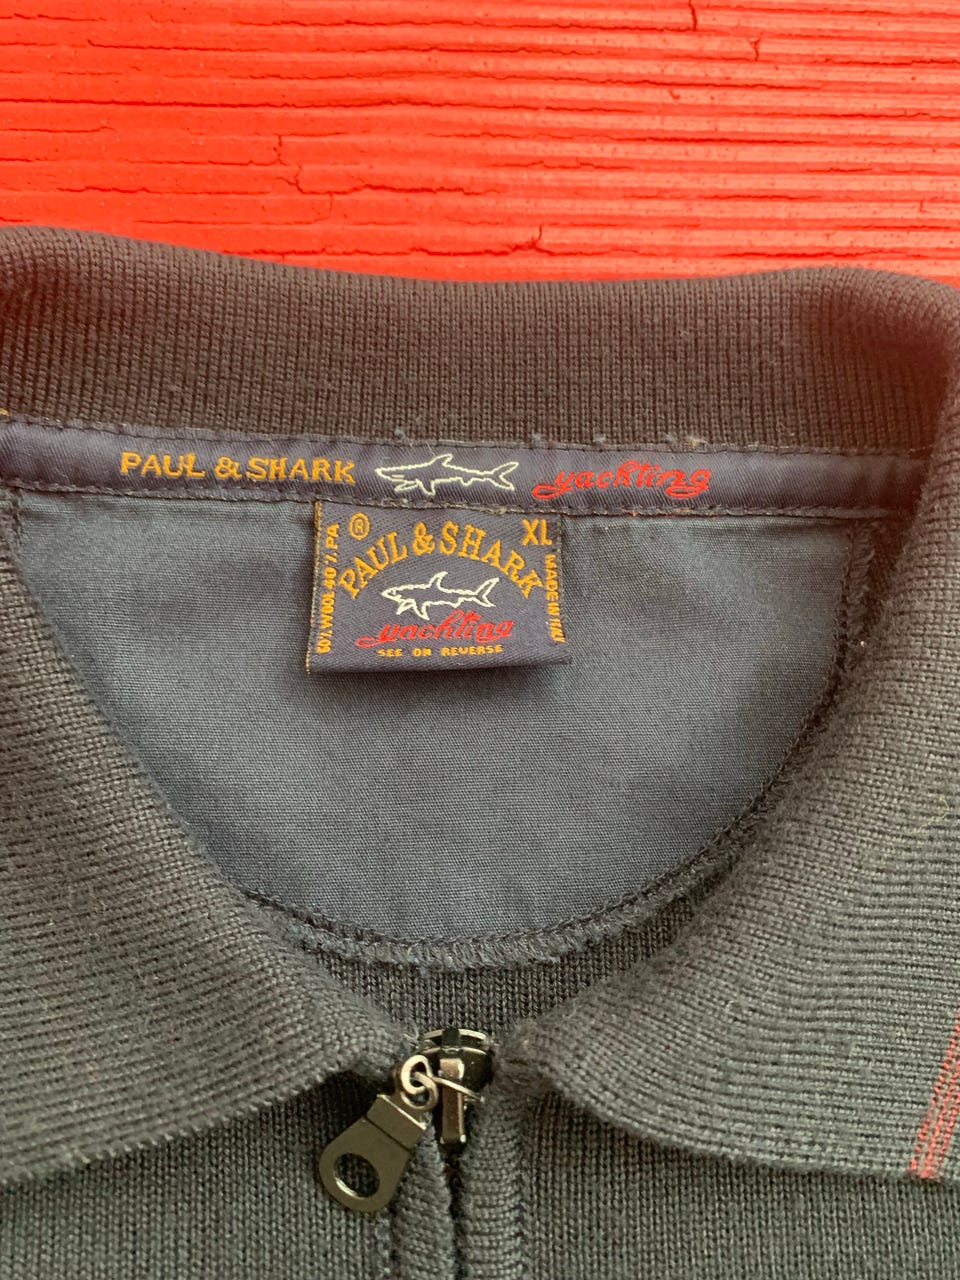 PAUL & SHARK yachting
® PAUL & SHARK XL
60% WOOL 40% PA
MADE IN ITALY
yachting
SEE ON REVERSE